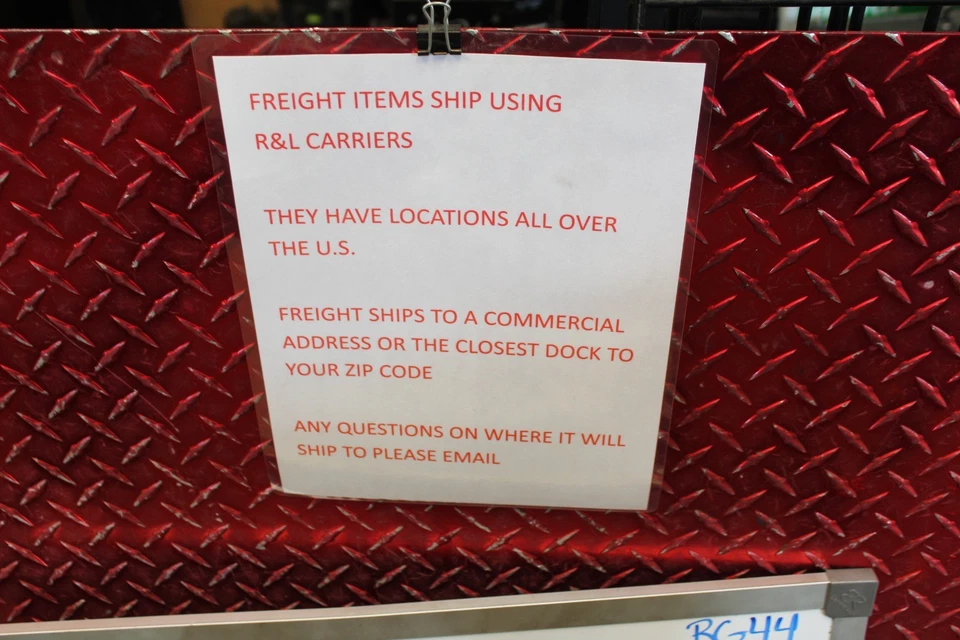 FREIGHT ITEMS SHIP USING
R&L CARRIERS
THEY HAVE LOCATIONS ALL OVER
THE U.S.
FREIGHT SHIPS TO A COMMERCIAL
ADDRESS OR THE CLOSEST DOCK TO
YOUR ZIP CODE
ANY QUESTIONS ON WHERE IT WILL
SHIP TO PLEASE EMAIL
BG44